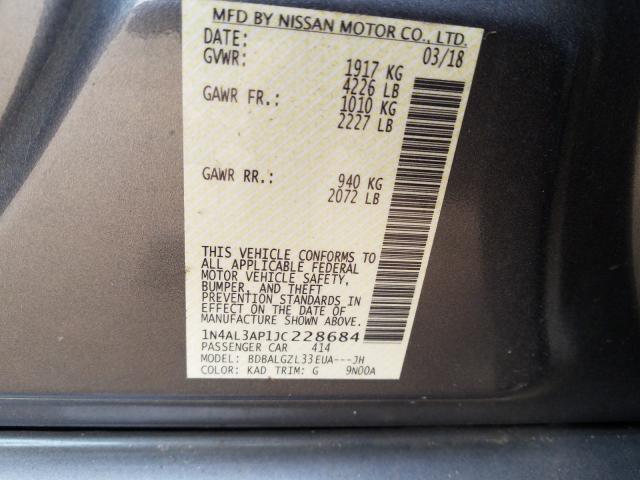 MFD BY NISSAN MOTOR CO., LTD.
DATE: 03/18
GVWR: 1917 KG
4226 LB
GAWR FR.: 1010 KG
2227 LB
GAWR RR.: 940 KG
2072 LB
THIS VEHICLE CONFORMS TO
ALL APPLICABLE FEDERAL
MOTOR VEHICLE SAFETY,
BUMPER, AND THEFT
PREVENTION STANDARDS IN
EFFECT ON THE DATE OF
MANUFACTURE SHOWN ABOVE.
1N4AL3AP1JC228684
PASSENGER CAR 414
MODEL: BDBALGZL33EUA---JH
COLOR: KAD TRIM: G 9N00A